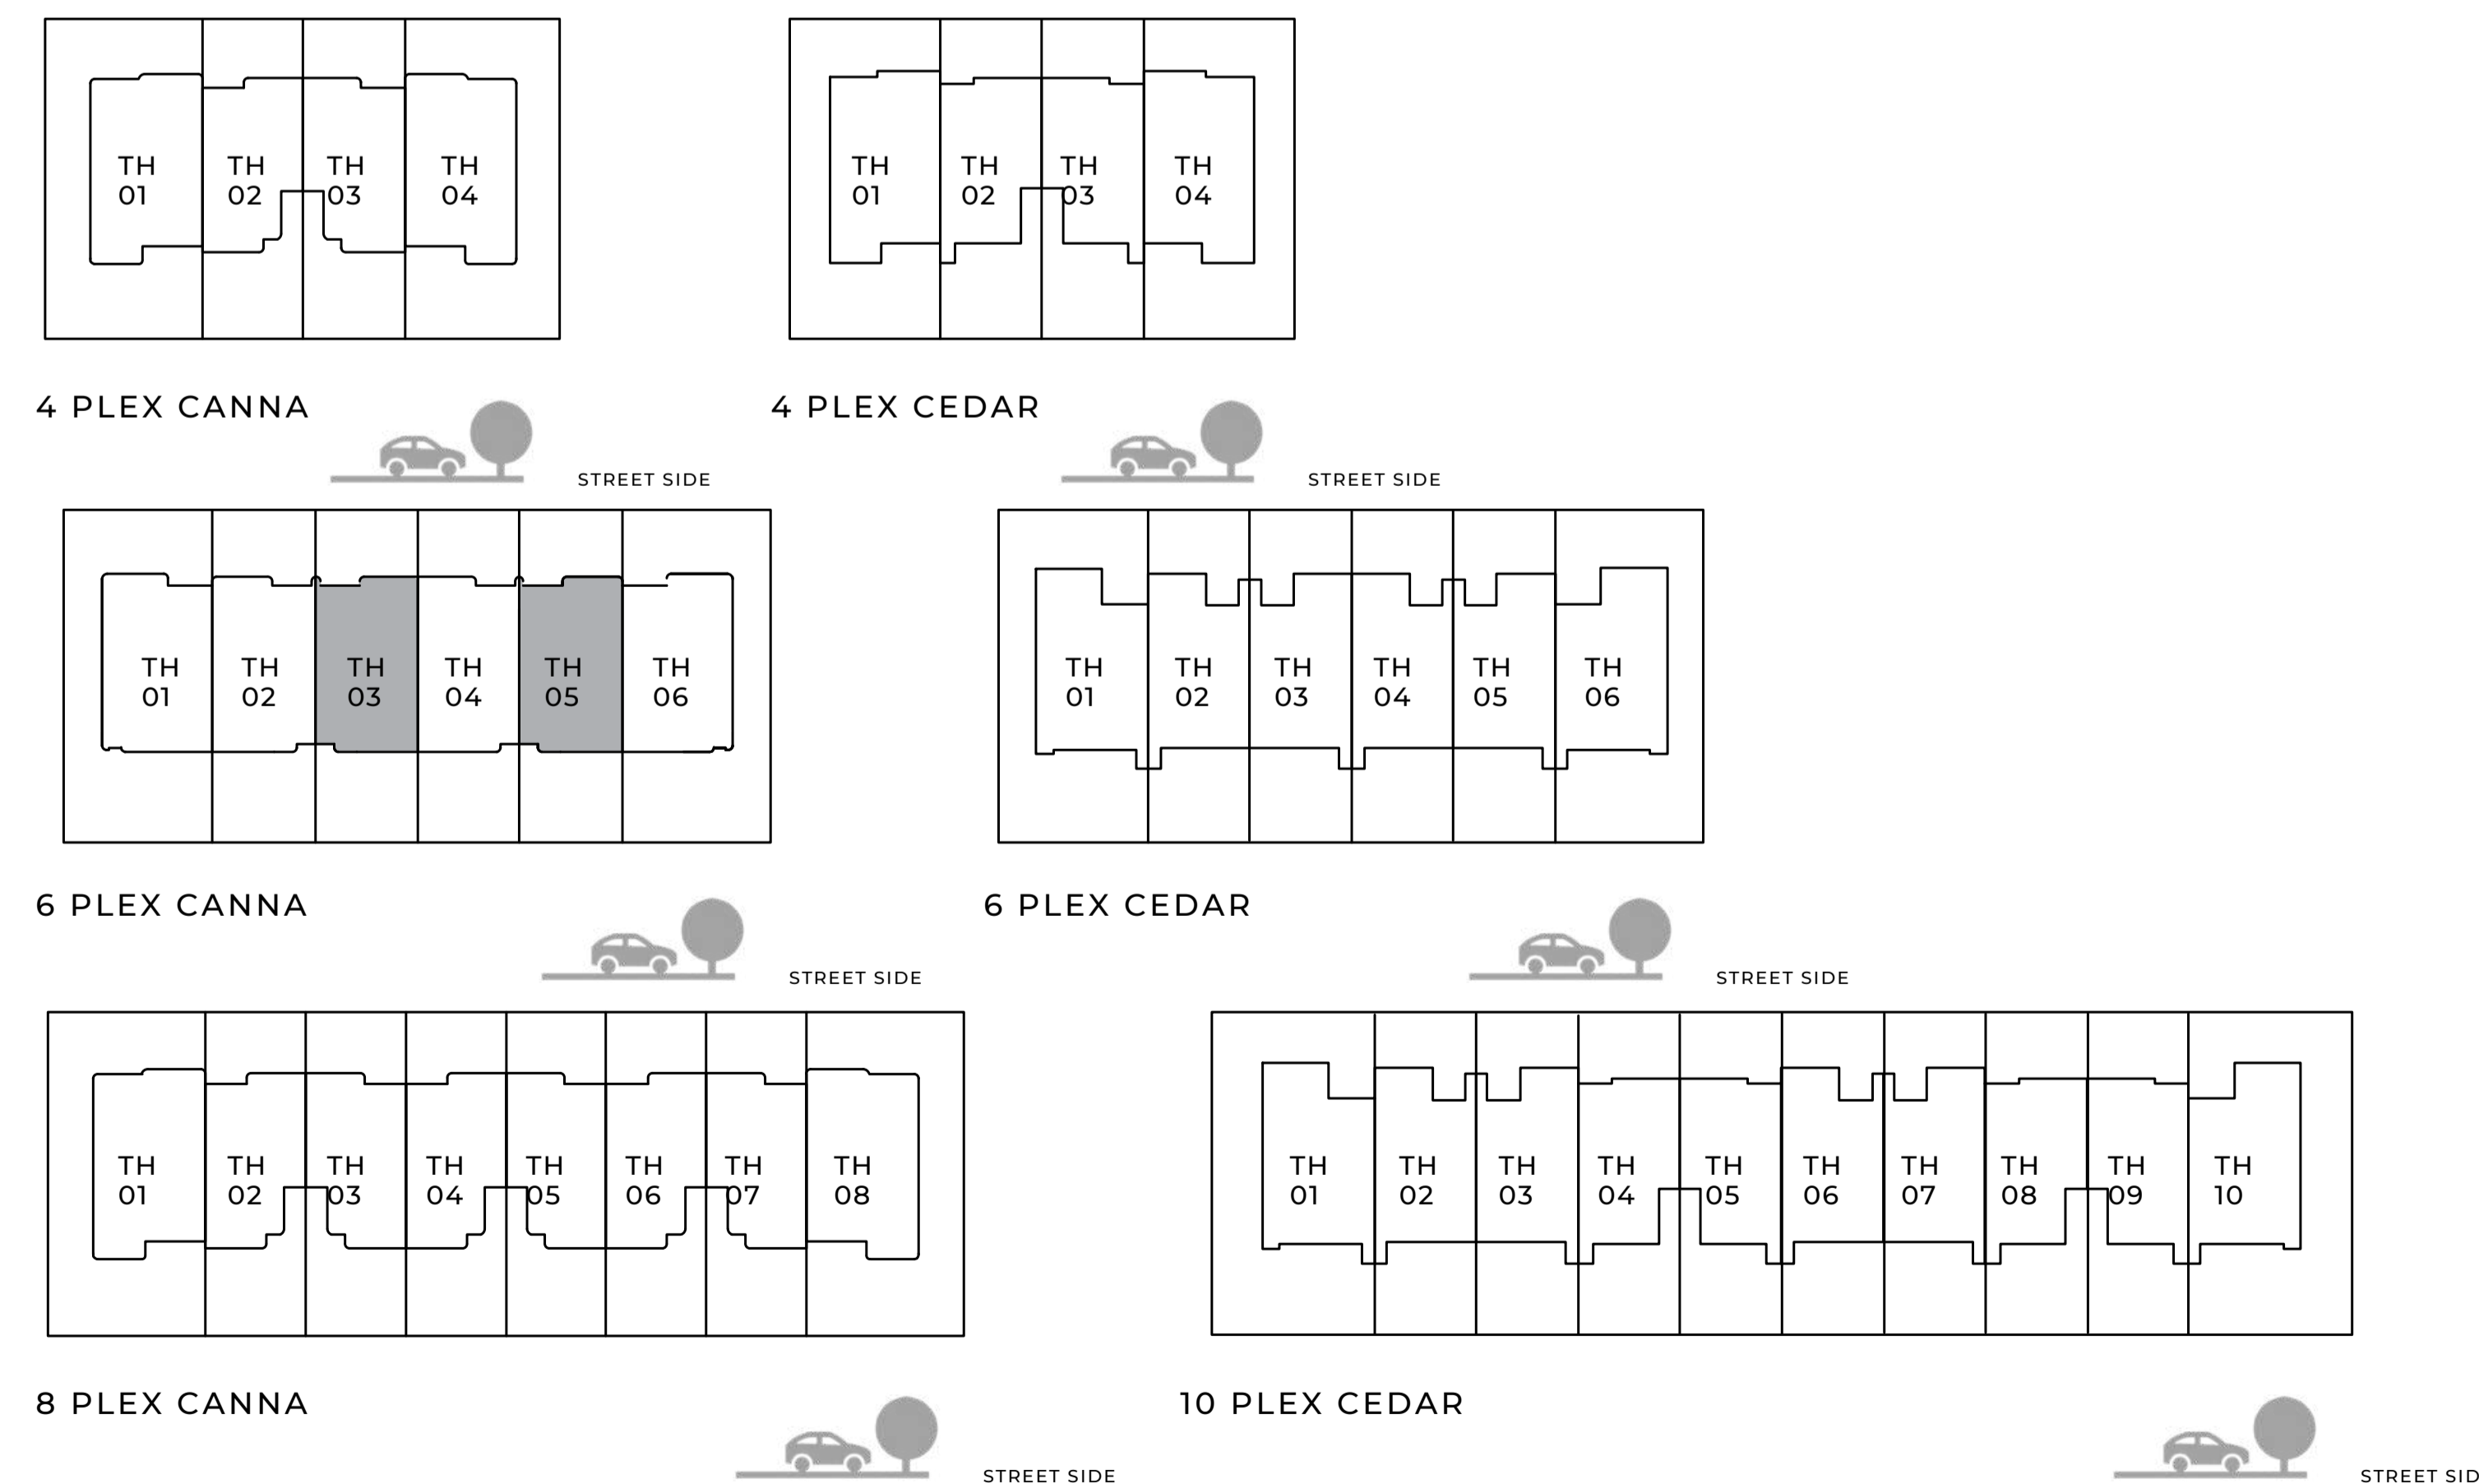 TH
01
TH
02
TH
03
TH
04
4 PLEX CANNA
STREET SIDE
TH
01
TH
02
TH
03
TH
04
4 PLEX CEDAR
STREET SIDE
TH
01
TH
02
TH
03
TH
04
TH
05
TH
06
6 PLEX CANNA
STREET SIDE
TH
01
TH
02
TH
03
TH
04
TH
05
TH
06
6 PLEX CEDAR
STREET SIDE
TH
01
TH
02
TH
03
TH
04
TH
05
TH
06
TH
07
TH
08
8 PLEX CANNA
STREET SIDE
TH
01
TH
02
TH
03
TH
04
TH
05
TH
06
TH
07
TH
08
TH
09
TH
10
10 PLEX CEDAR
STREET SID